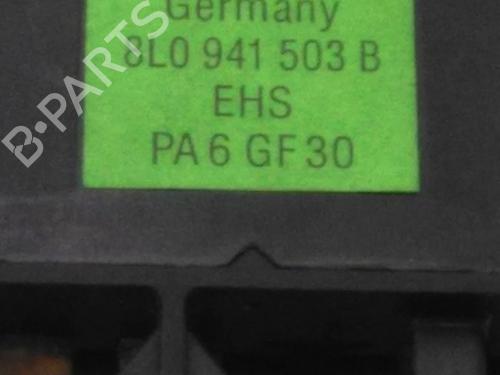 Germany
8L0 941 503 B
EHS
PA 6 GF 30
B-PARTS